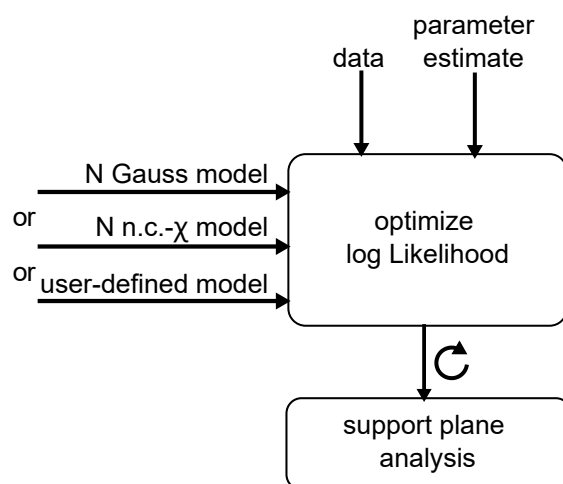 data
parameter
estimate
N Gauss model
or
N n.c.-χ model
or
user-defined model
optimize
log Likelihood
support plane
analysis